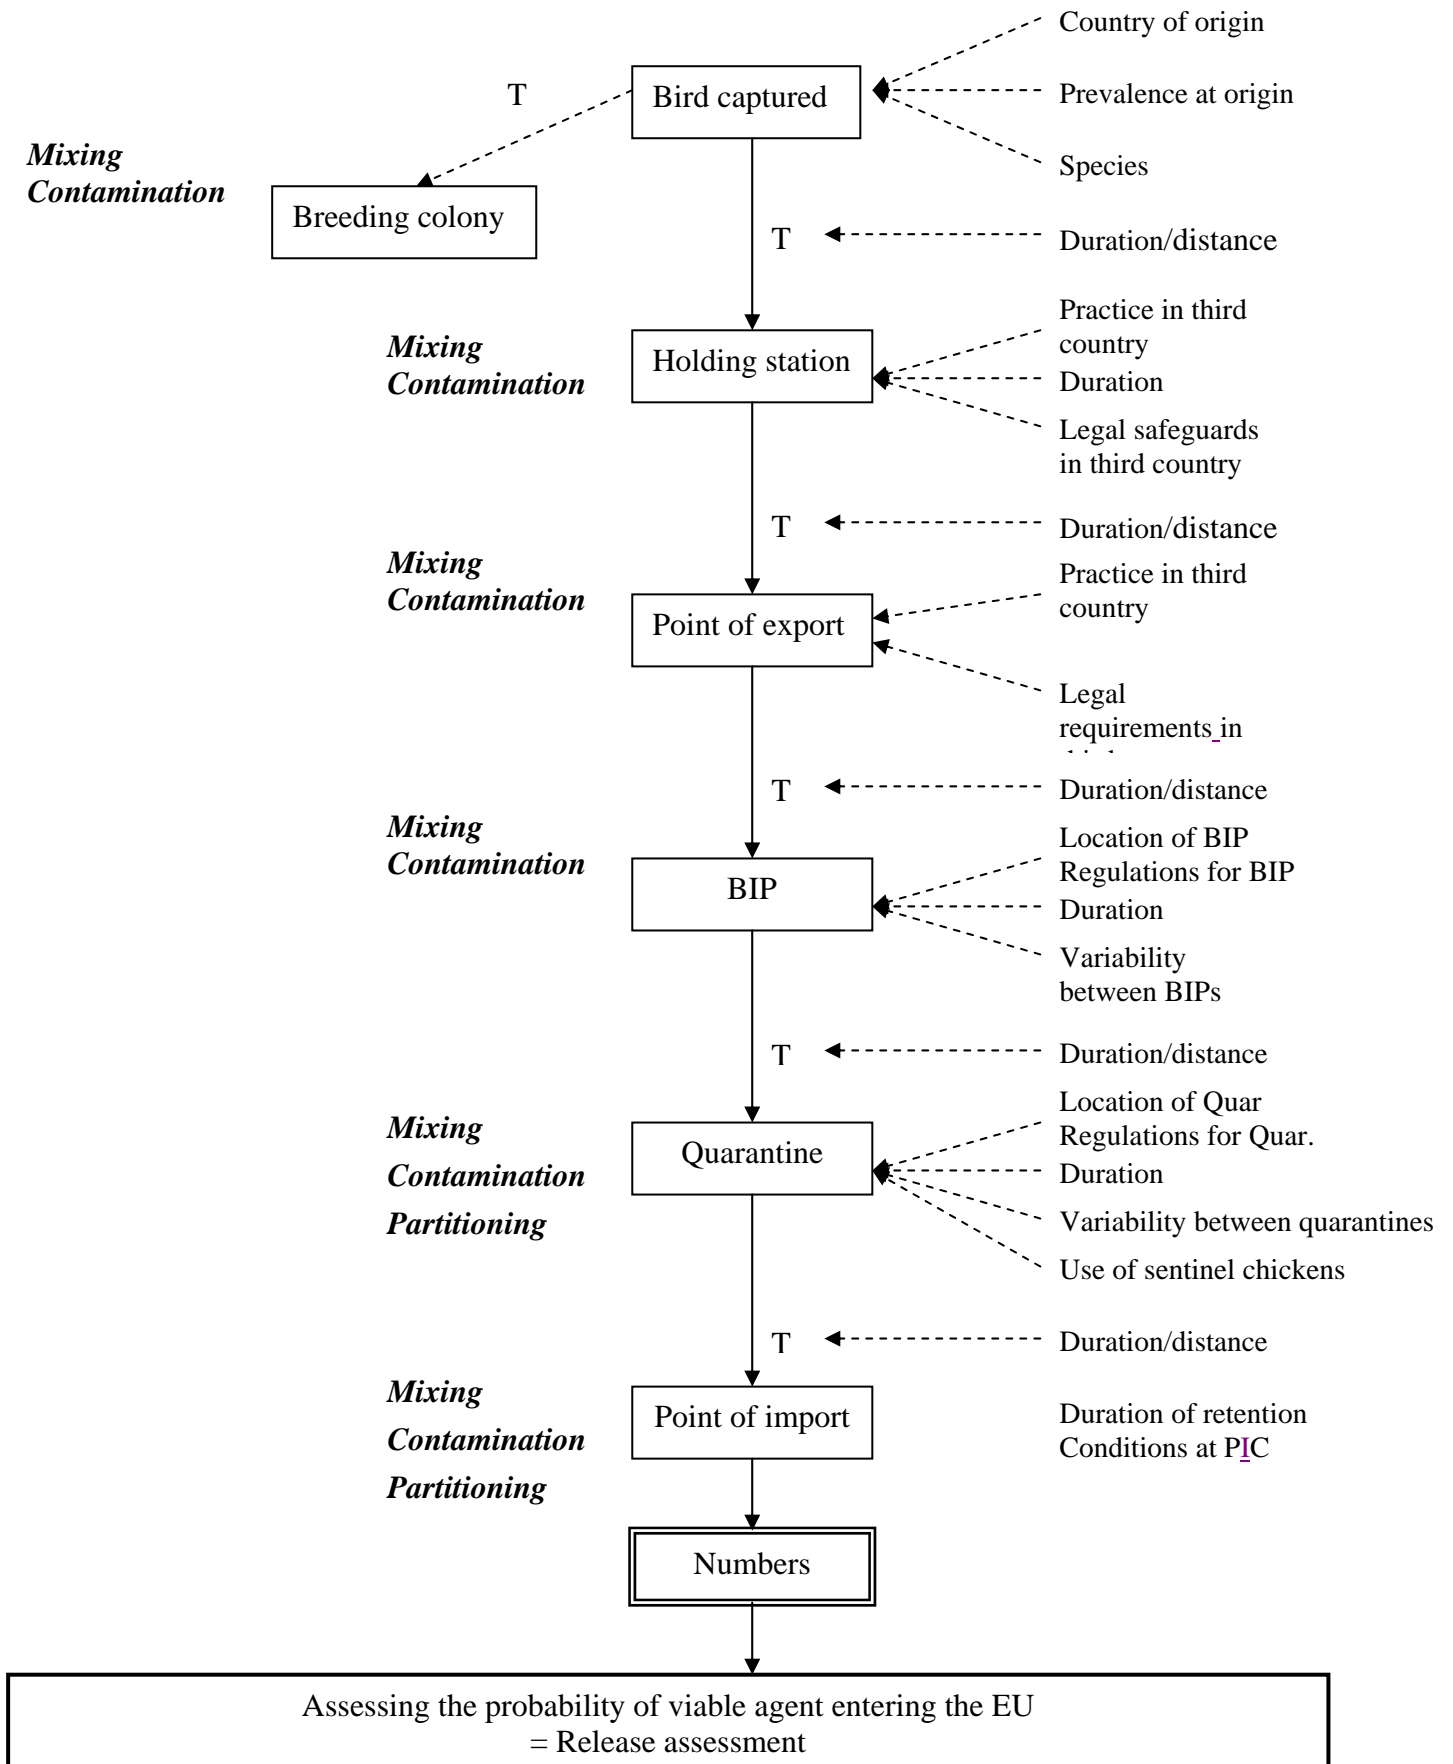 Country of origin
T
Bird captured
Prevalence at origin
Mixing
Contamination
Species
Breeding colony
T
Duration/distance
Mixing
Contamination
Holding station
Practice in third
country
Duration
Legal safeguards
in third country
T
Duration/distance
Mixing
Contamination
Point of export
Practice in third
country
Legal
requirements in
T
Duration/distance
Mixing
Contamination
BIP
Location of BIP
Regulations for BIP
Duration
Variability
between BIPs
T
Duration/distance
Mixing
Contamination
Partitioning
Quarantine
Location of Quar
Regulations for Quar.
Duration
Variability between quarantines
Use of sentinel chickens
T
Duration/distance
Mixing
Contamination
Partitioning
Point of import
Duration of retention
Conditions at PIC
Numbers
Assessing the probability of viable agent entering the EU
= Release assessment